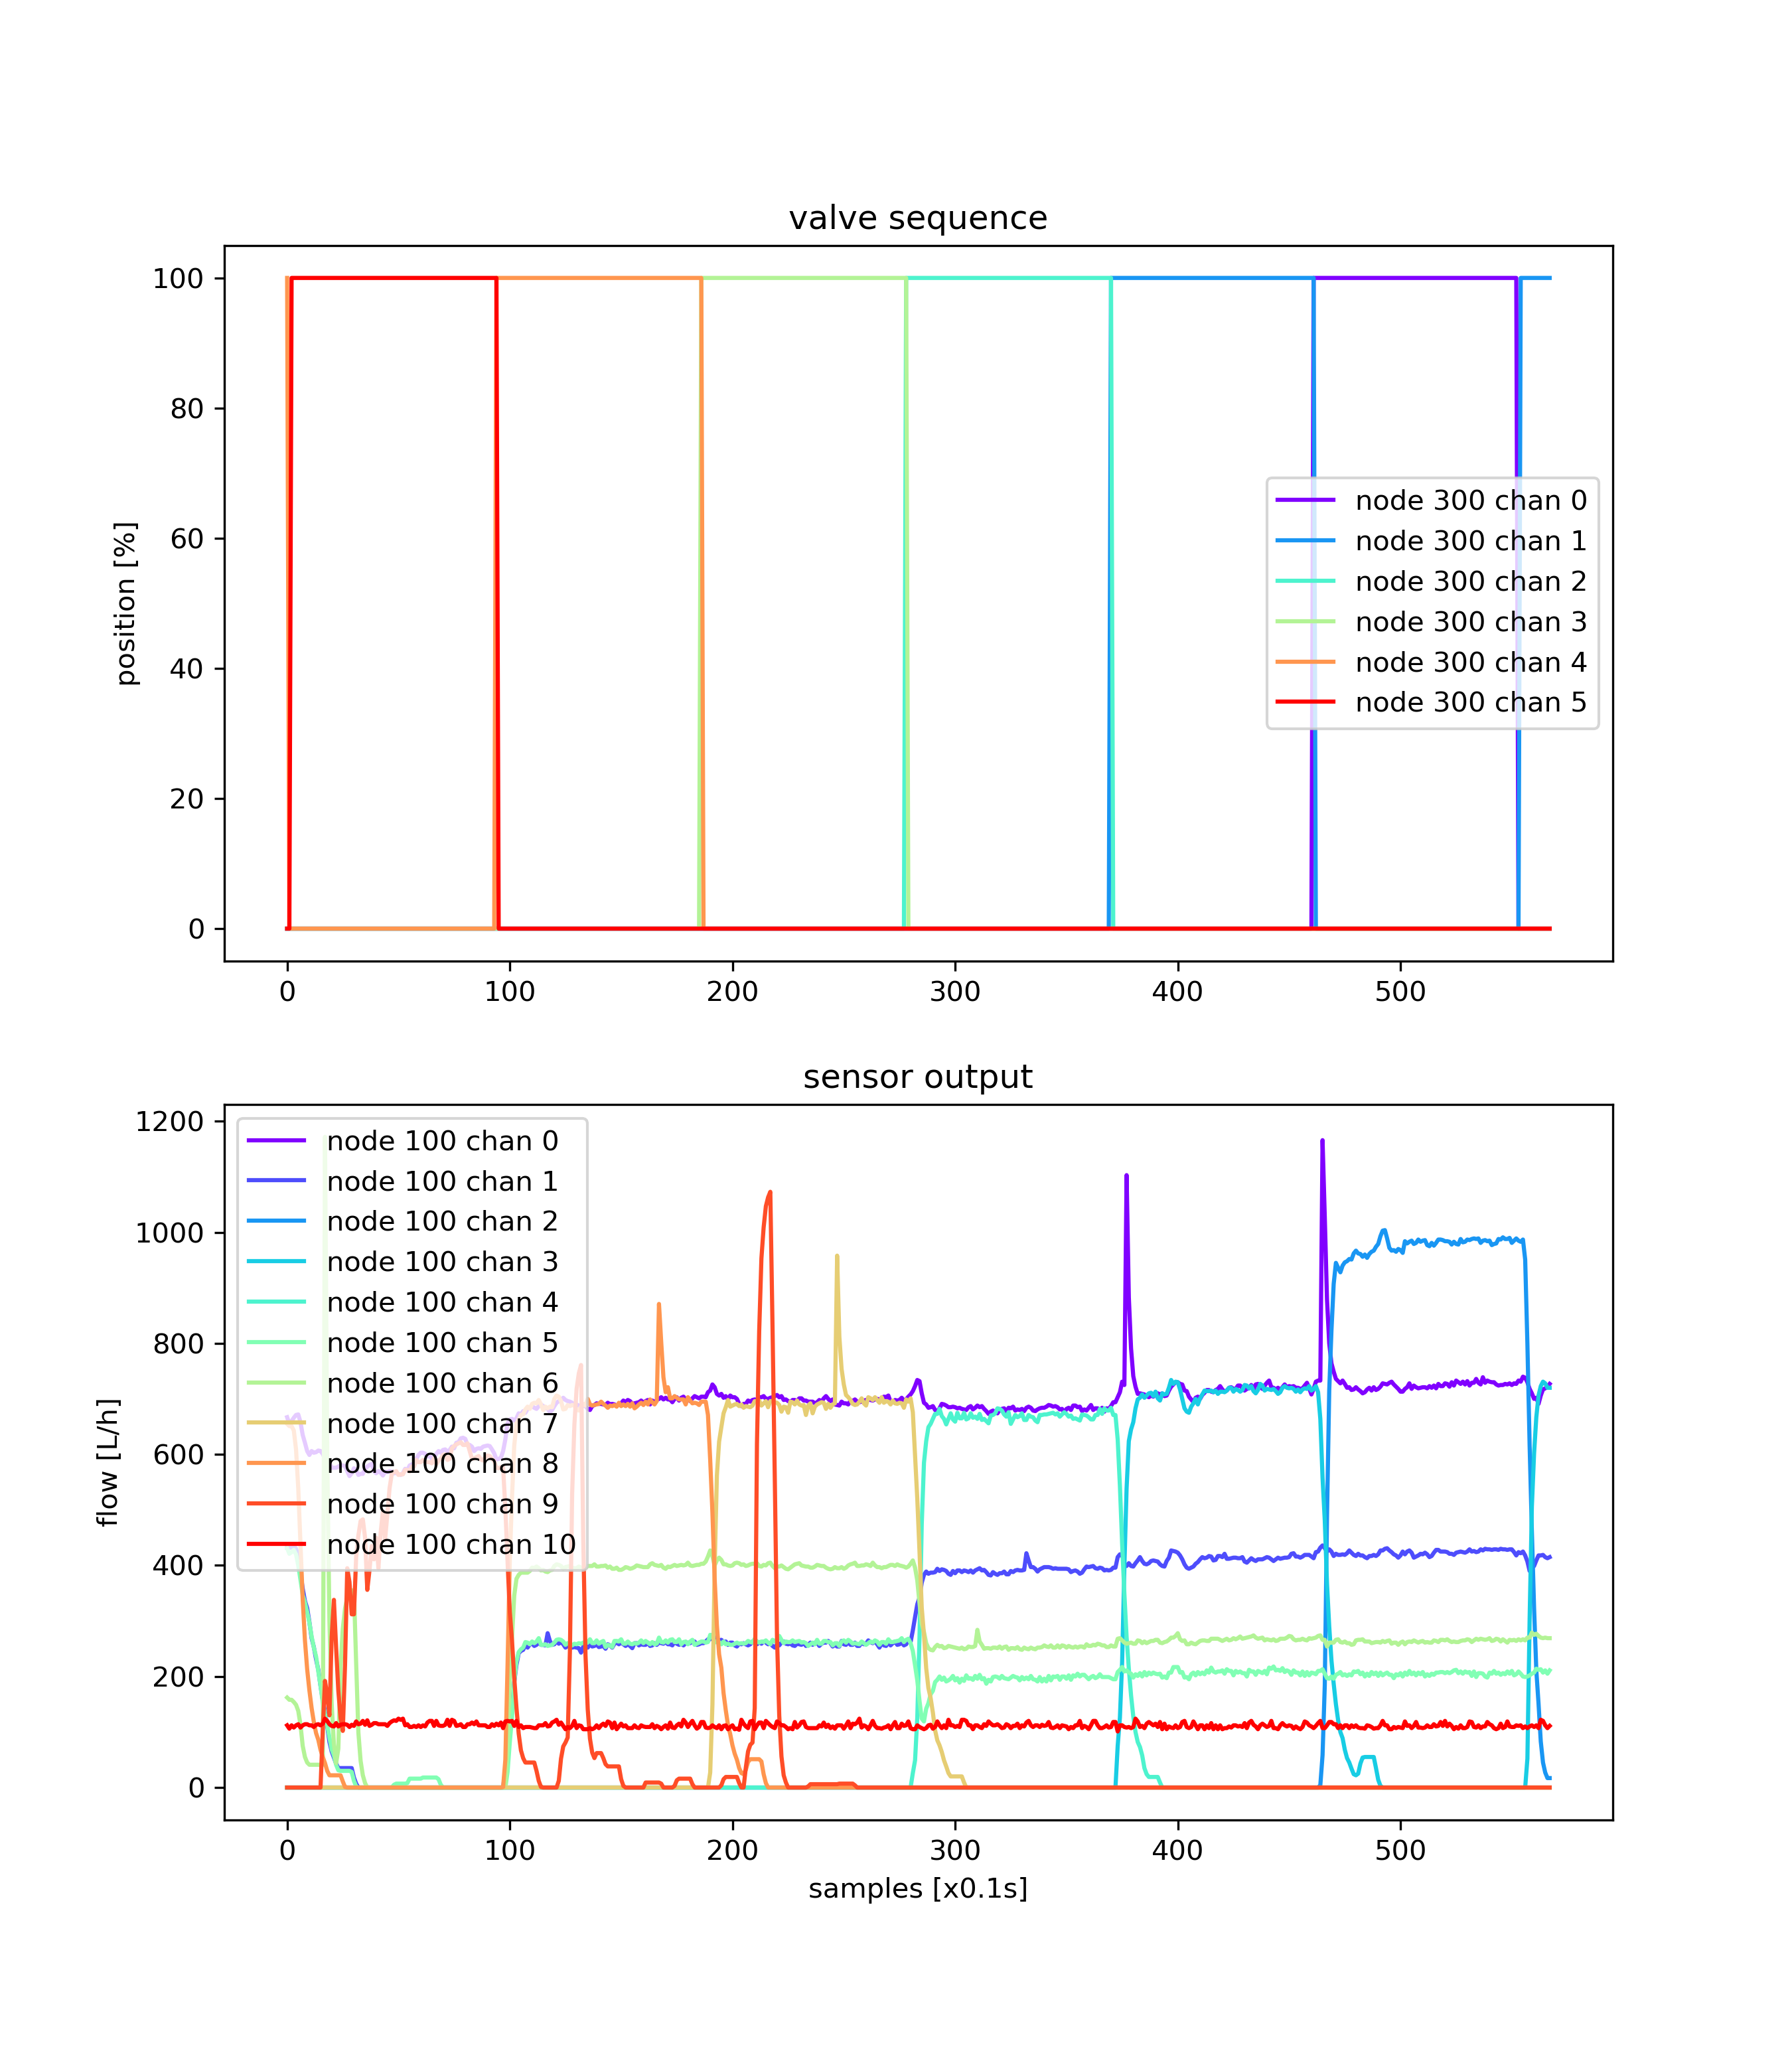 valve sequence
position [%]
100
80
60
40
20
0
node 300 chan 0
node 300 chan 1
node 300 chan 2
node 300 chan 3
node 300 chan 4
node 300 chan 5
0 100 200 300 400 500
sensor output
flow [L/h]
1200
1000
800
600
400
200
0
node 100 chan 0
node 100 chan 1
node 100 chan 2
node 100 chan 3
node 100 chan 4
node 100 chan 5
node 100 chan 6
node 100 chan 7
node 100 chan 8
node 100 chan 9
node 100 chan 10
0 100 200 300 400 500
samples [x0.1s]